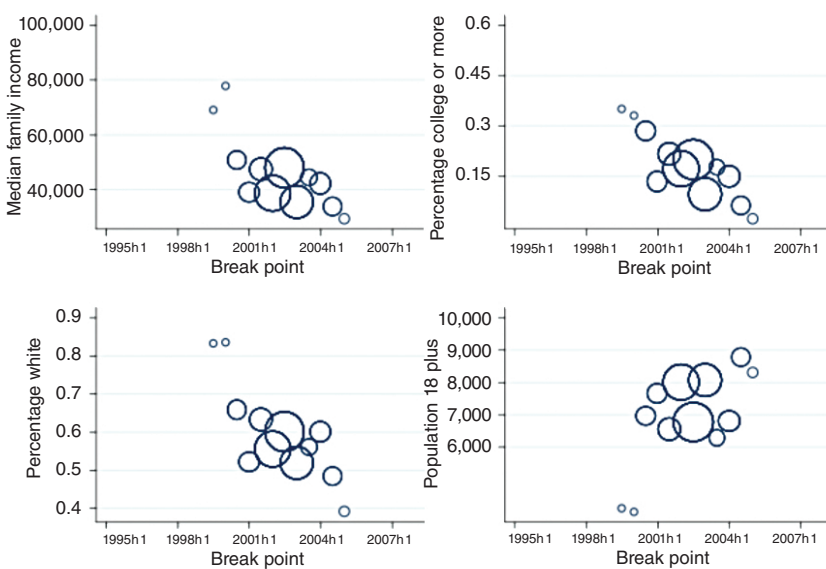 Median family income
100,000
80,000
60,000
40,000
1995h1 1998h1 2001h1 2004h1 2007h1
Break point
Percentage college or more
0.6
0.45
0.3
0.15
1995h1 1998h1 2001h1 2004h1 2007h1
Break point
Percentage white
0.9
0.8
0.7
0.6
0.5
0.4
1995h1 1998h1 2001h1 2004h1 2007h1
Break point
Population 18 plus
10,000
9,000
8,000
7,000
6,000
1995h1 1998h1 2001h1 2004h1 2007h1
Break point